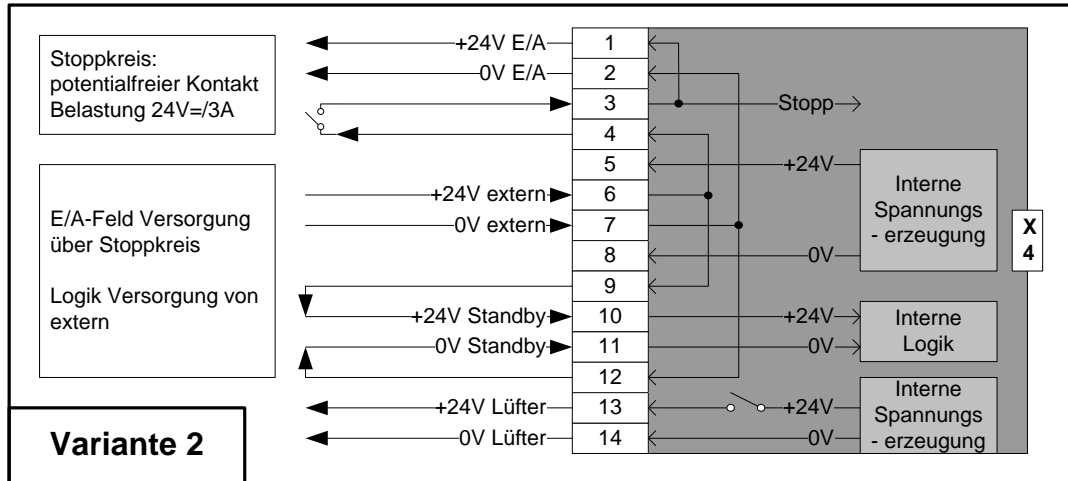 Stoppkreis:
potentialfreier Kontakt
Belastung 24V=/3A
E/A-Feld Versorgung
über Stoppkreis
Logik Versorgung von
extern
Variante 2
+24V E/A
0V E/A
+24V extern
0V extern
+24V Standby
0V Standby
+24V Lüfter
0V Lüfter
1
2
3
4
5
6
7
8
9
10
11
12
13
14
Stopp
+24V
0V
+24V
0V
+24V
0V
Interne
Spannungs
- erzeugung
Interne
Logik
Interne
Spannungs
- erzeugung
X
4